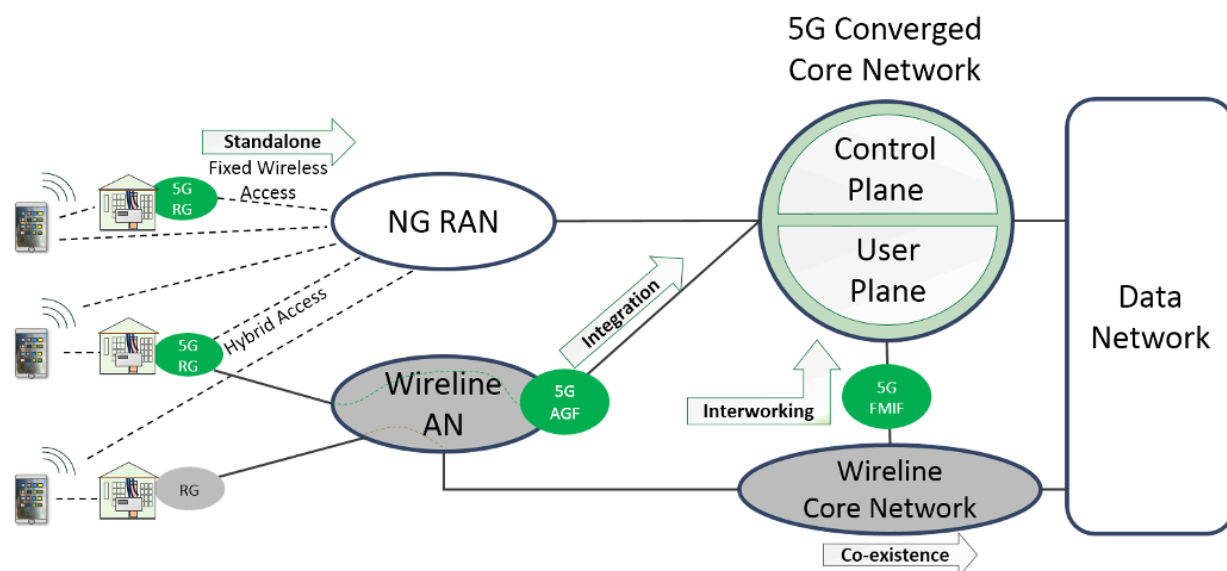 5G Converged
Core Network
Standalone
Fixed Wireless
Access
5G
RG
NG RAN
Control
Plane
User
Plane
Data
Network
Integration
Hybrid Access
5G
RG
Wireline
AN
5G
AGF
Interworking
5G
FMIF
RG
Wireline
Core Network
Co-existence